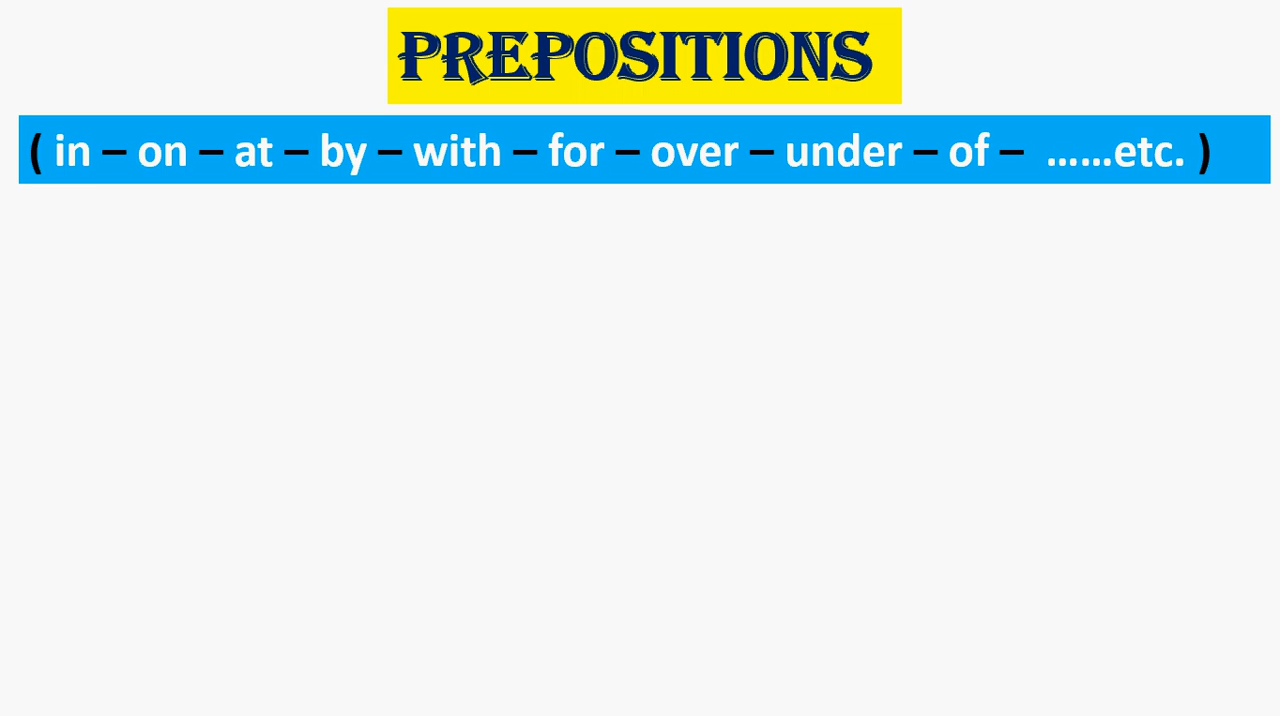 PREPOSITIONS
( in – on – at – by – with – for – over – under – of –  ……etc. )